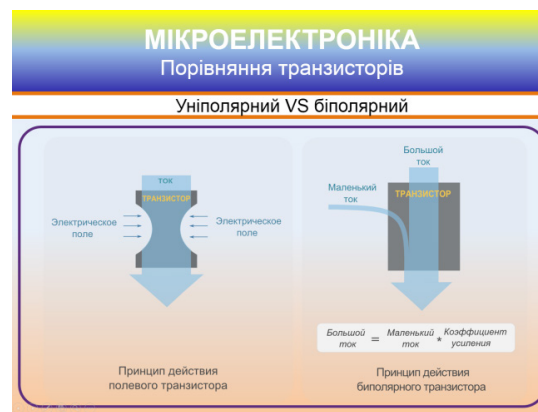 МІКРОЕЛЕКТРОНІКА
Порівняння транзисторів
Уніполярний VS біполярний
ток
ТРАНЗИСТОР
Электрическое
поле
Электрическое
поле
Принцип действия
полевого транзистора
Большой
ток
Маленький
ток
ТРАНЗИСТОР
Большой ток = Маленький ток * Коэффициент усиления
Принцип действия
биполярного транзистора